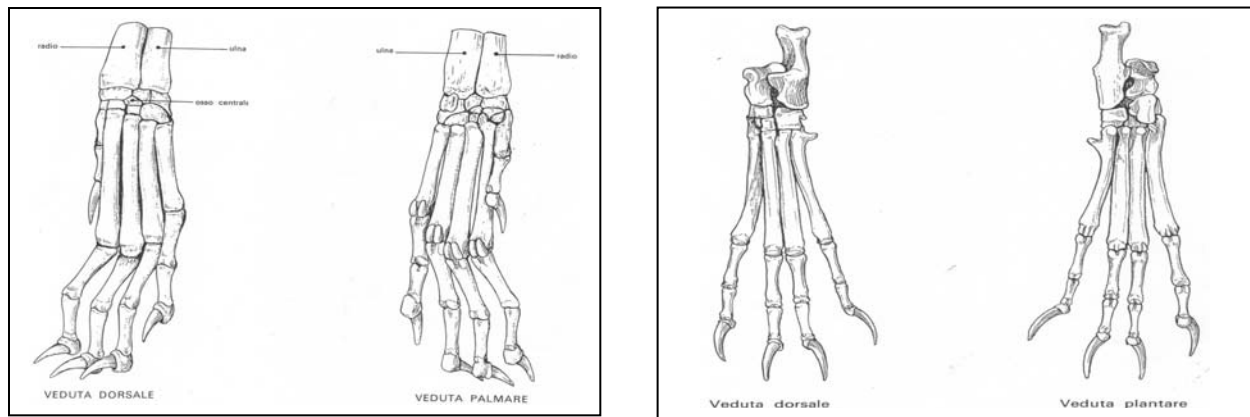 radio
ulna
osso centrale
ulna
radio
VEDUTA DORSALE
VEDUTA PALMARE
Veduta dorsale
Veduta plantare